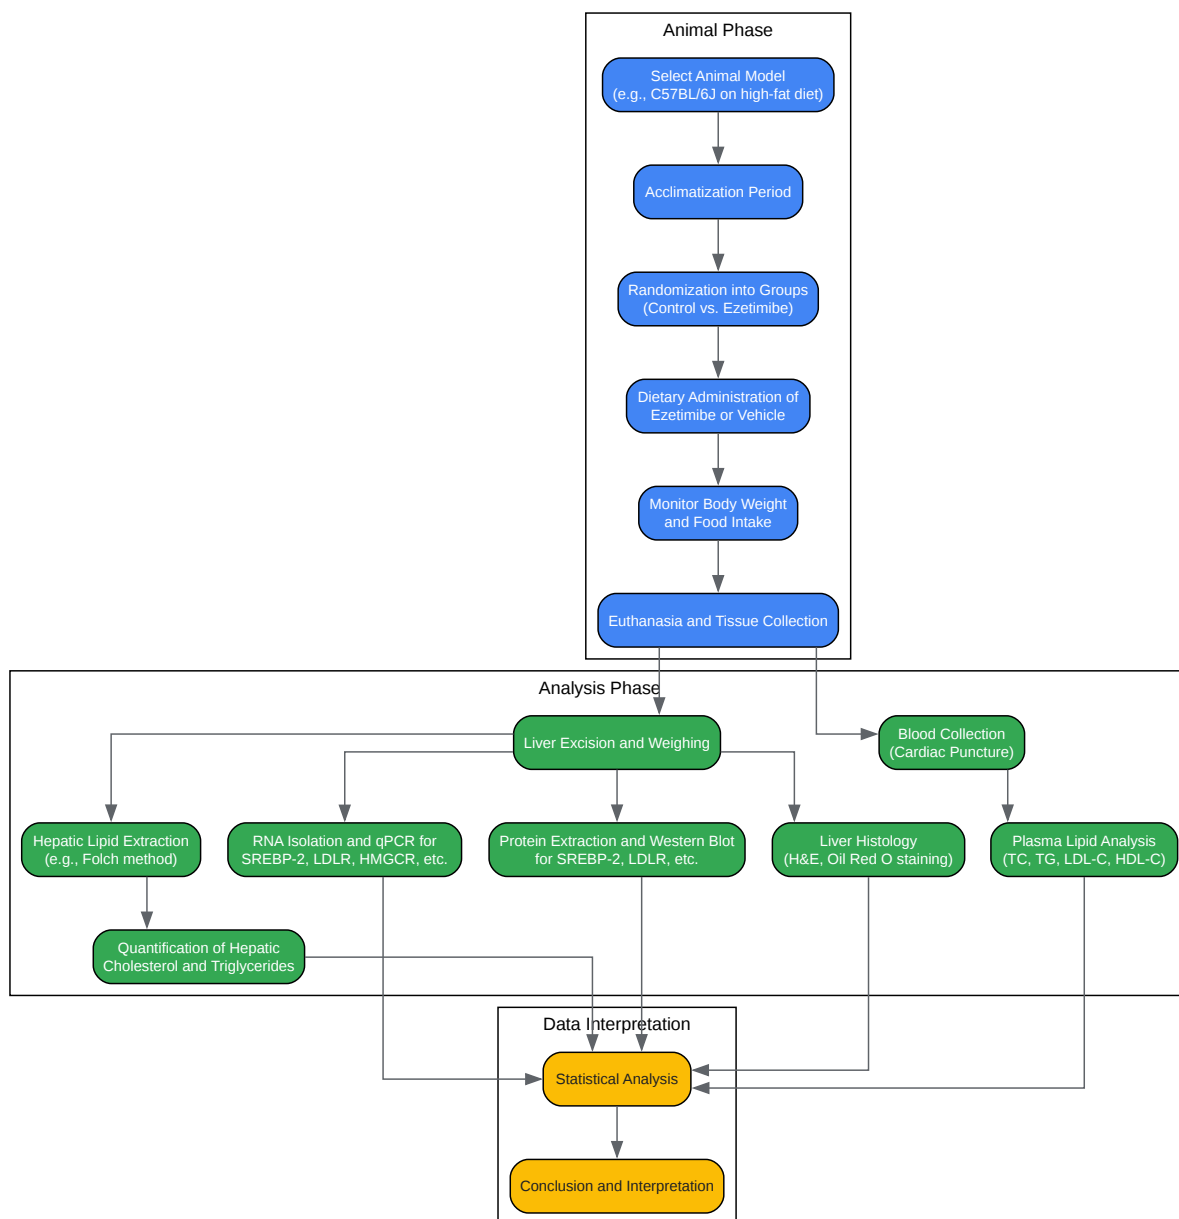 Animal Phase
Select Animal Model
(e.g., C57BL/6J on high-fat diet)
Acclimatization Period
Randomization into Groups
(Control vs. Ezetimibe)
Dietary Administration of
Ezetimibe or Vehicle
Monitor Body Weight
and Food Intake
Euthanasia and Tissue Collection
Analysis Phase
Liver Excision and Weighing
Blood Collection
(Cardiac Puncture)
Hepatic Lipid Extraction
(e.g., Folch method)
RNA Isolation and qPCR for
SREBP-2, LDLR, HMGCR, etc.
Protein Extraction and Western Blot
for SREBP-2, LDLR, etc.
Liver Histology
(H&E, Oil Red O staining)
Plasma Lipid Analysis
(TC, TG, LDL-C, HDL-C)
Quantification of Hepatic
Cholesterol and Triglycerides
Data Interpretation
Statistical Analysis
Conclusion and Interpretation